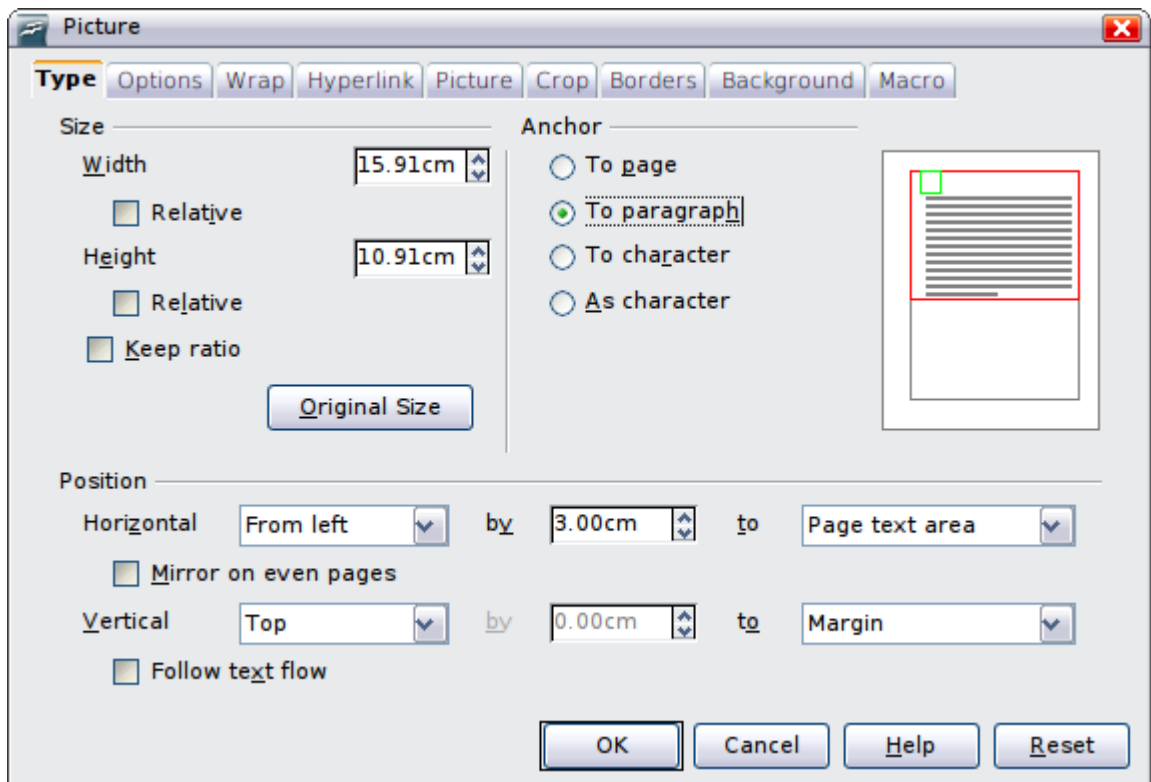 Picture
Type Options Wrap Hyperlink Picture Crop Borders Background Macro
Size
Width 15.91cm
Relative
Height 10.91cm
Relative
Keep ratio
Original Size
Anchor
To page
To paragraph
To character
As character
Position
Horizontal From left by 3.00cm to Page text area
Mirror on even pages
Vertical Top by 0.00cm to Margin
Follow text flow
OK Cancel Help Reset